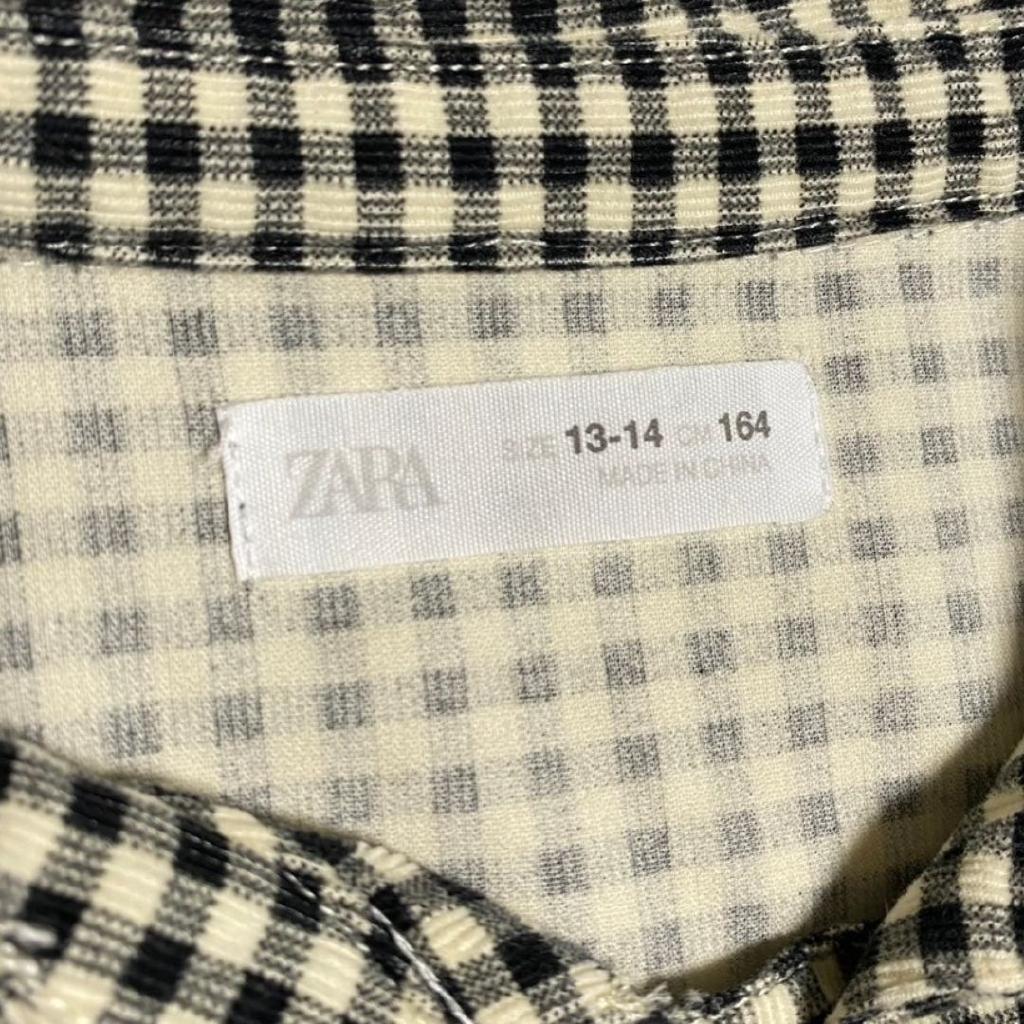 ZARA
SIZE 13-14 CM 164
MADE IN CHINA